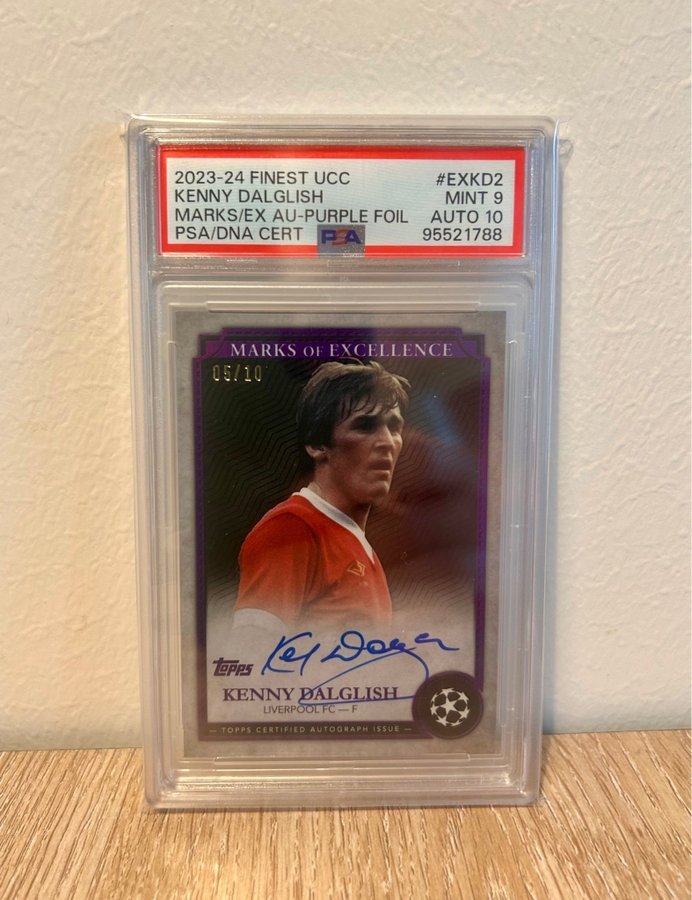 2023-24 FINEST UCC #EXKD2
KENNY DALGLISH MINT 9
MARKS/EX AU-PURPLE FOIL AUTO 10
PSA/DNA CERT PSA 95521788
MARKS OF EXCELLENCE
05/10
Topps
KENNY DALGLISH
LIVERPOOL FC — F
— TOPPS CERTIFIED AUTOGRAPH ISSUE —